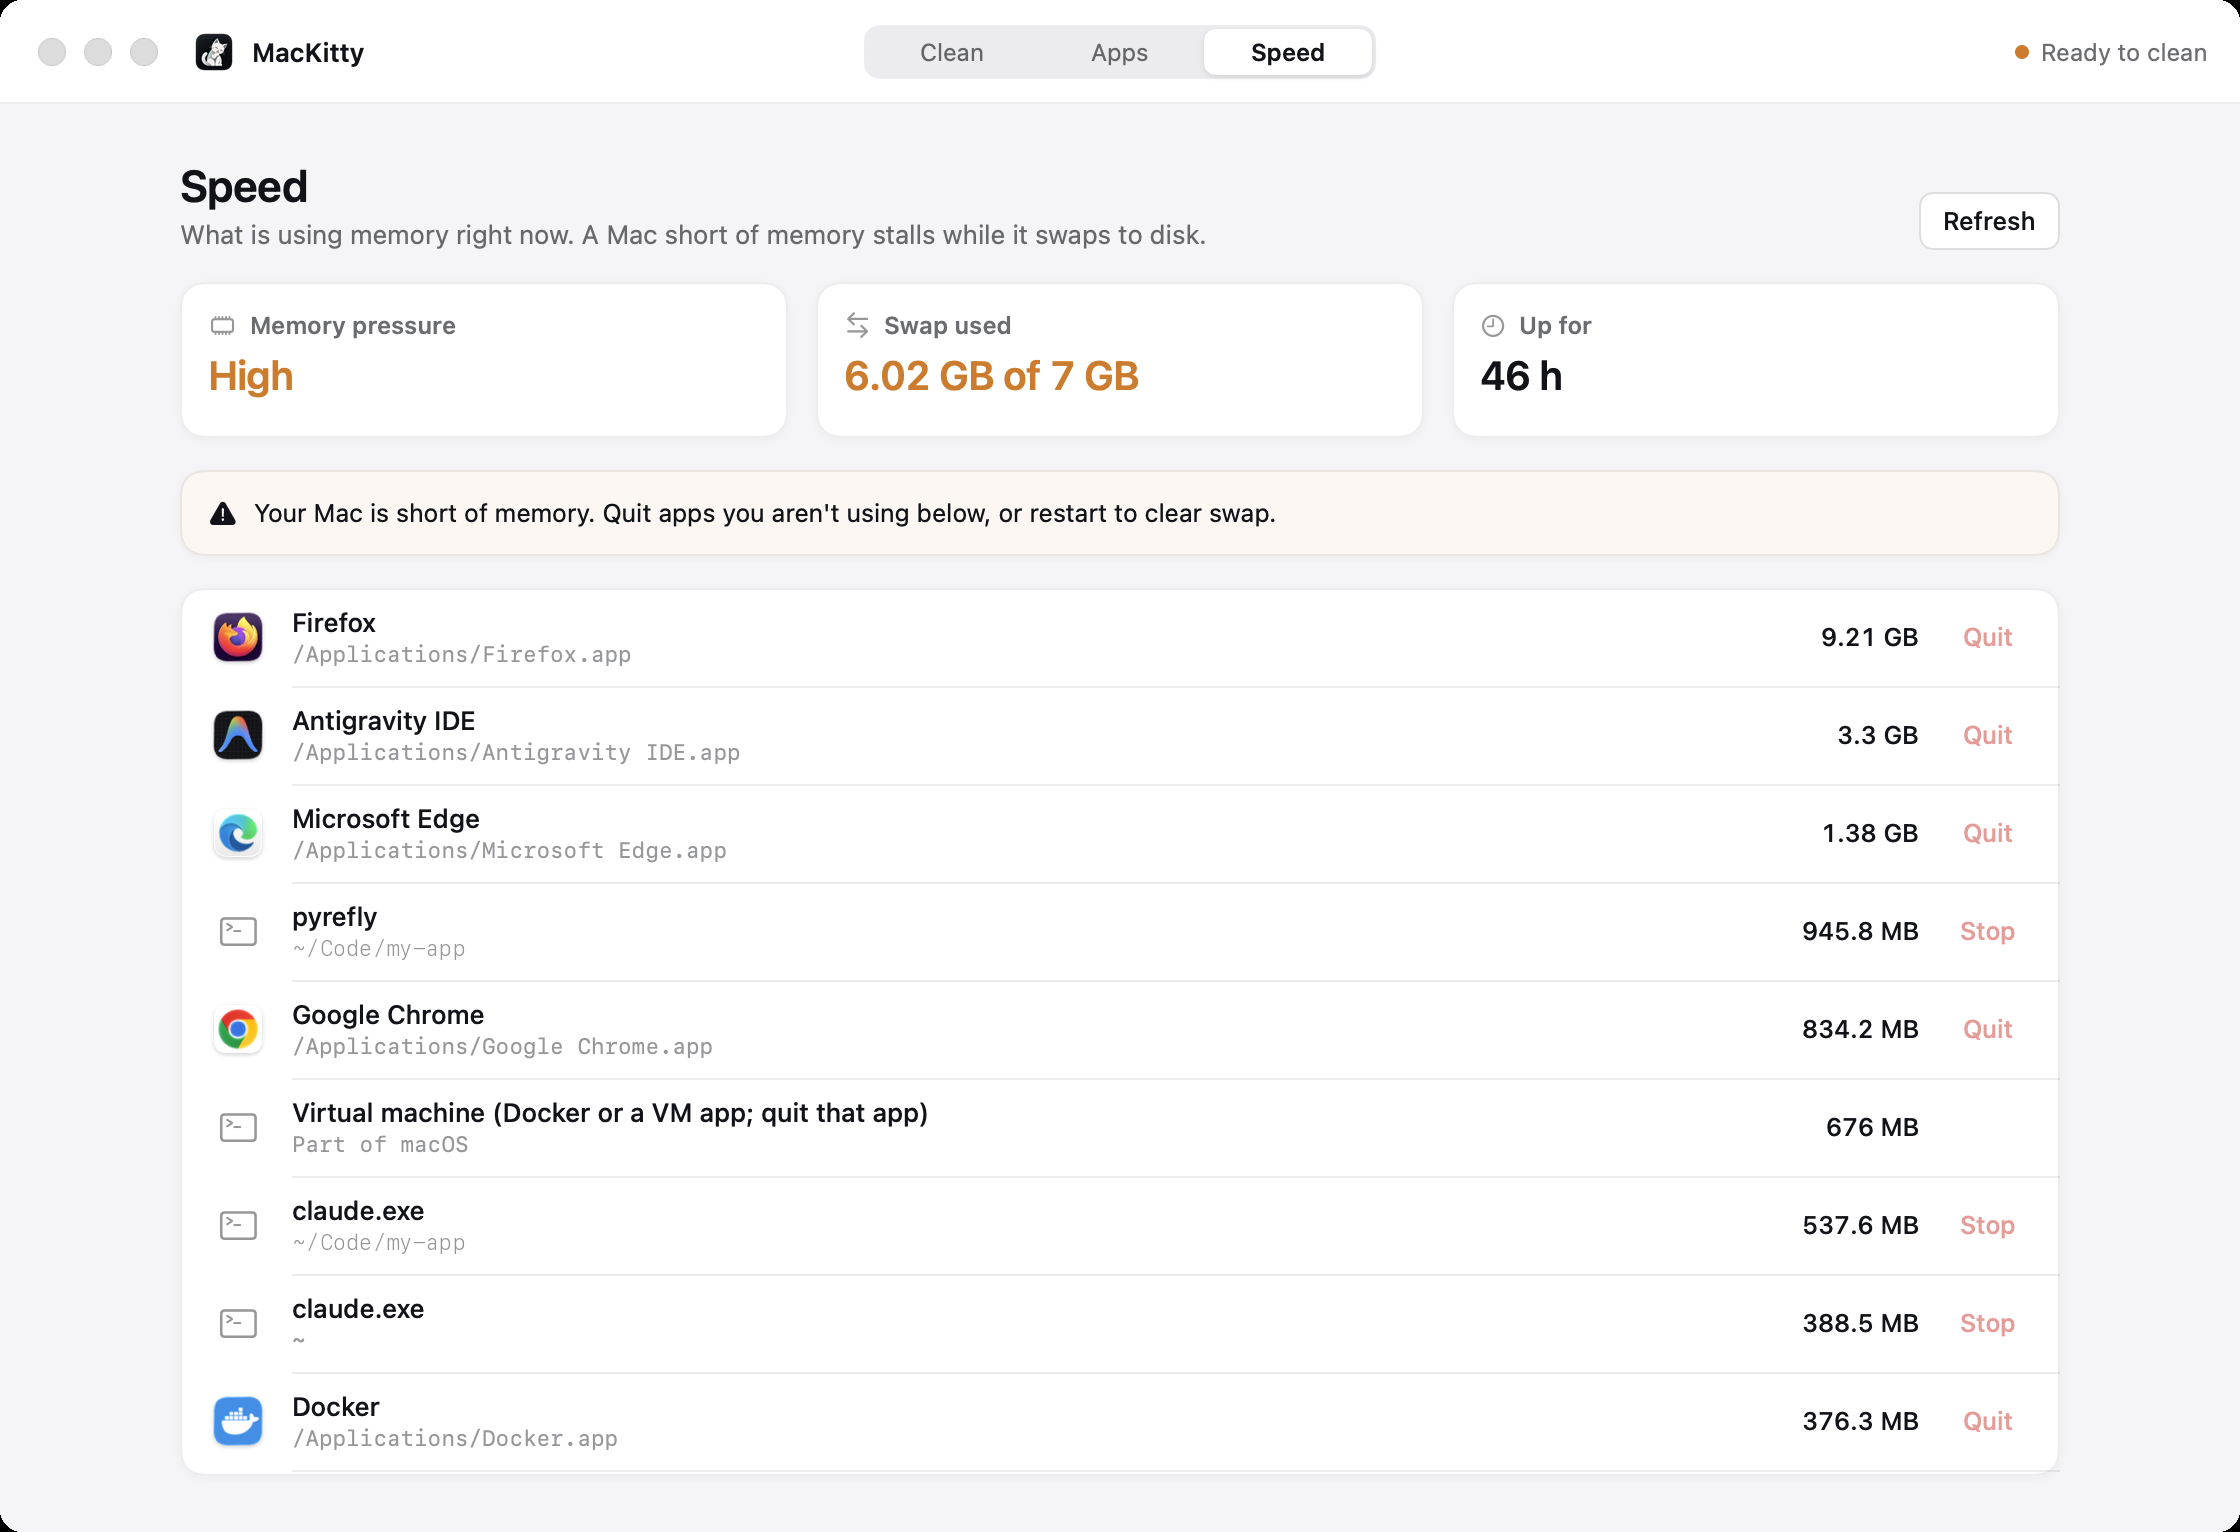 MacKitty
Clean
Apps
Speed
Ready to clean
Speed
What is using memory right now. A Mac short of memory stalls while it swaps to disk.
Refresh
Memory pressure
High
Swap used
6.02 GB of 7 GB
Up for
46 h
Your Mac is short of memory. Quit apps you aren't using below, or restart to clear swap.
Firefox
/Applications/Firefox.app
9.21 GB
Quit
Antigravity IDE
/Applications/Antigravity IDE.app
3.3 GB
Quit
Microsoft Edge
/Applications/Microsoft Edge.app
1.38 GB
Quit
pyrefly
~/Code/my-app
945.8 MB
Stop
Google Chrome
/Applications/Google Chrome.app
834.2 MB
Quit
Virtual machine (Docker or a VM app; quit that app)
Part of macOS
676 MB
claude.exe
~/Code/my-app
537.6 MB
Stop
claude.exe
~
388.5 MB
Stop
Docker
/Applications/Docker.app
376.3 MB
Quit